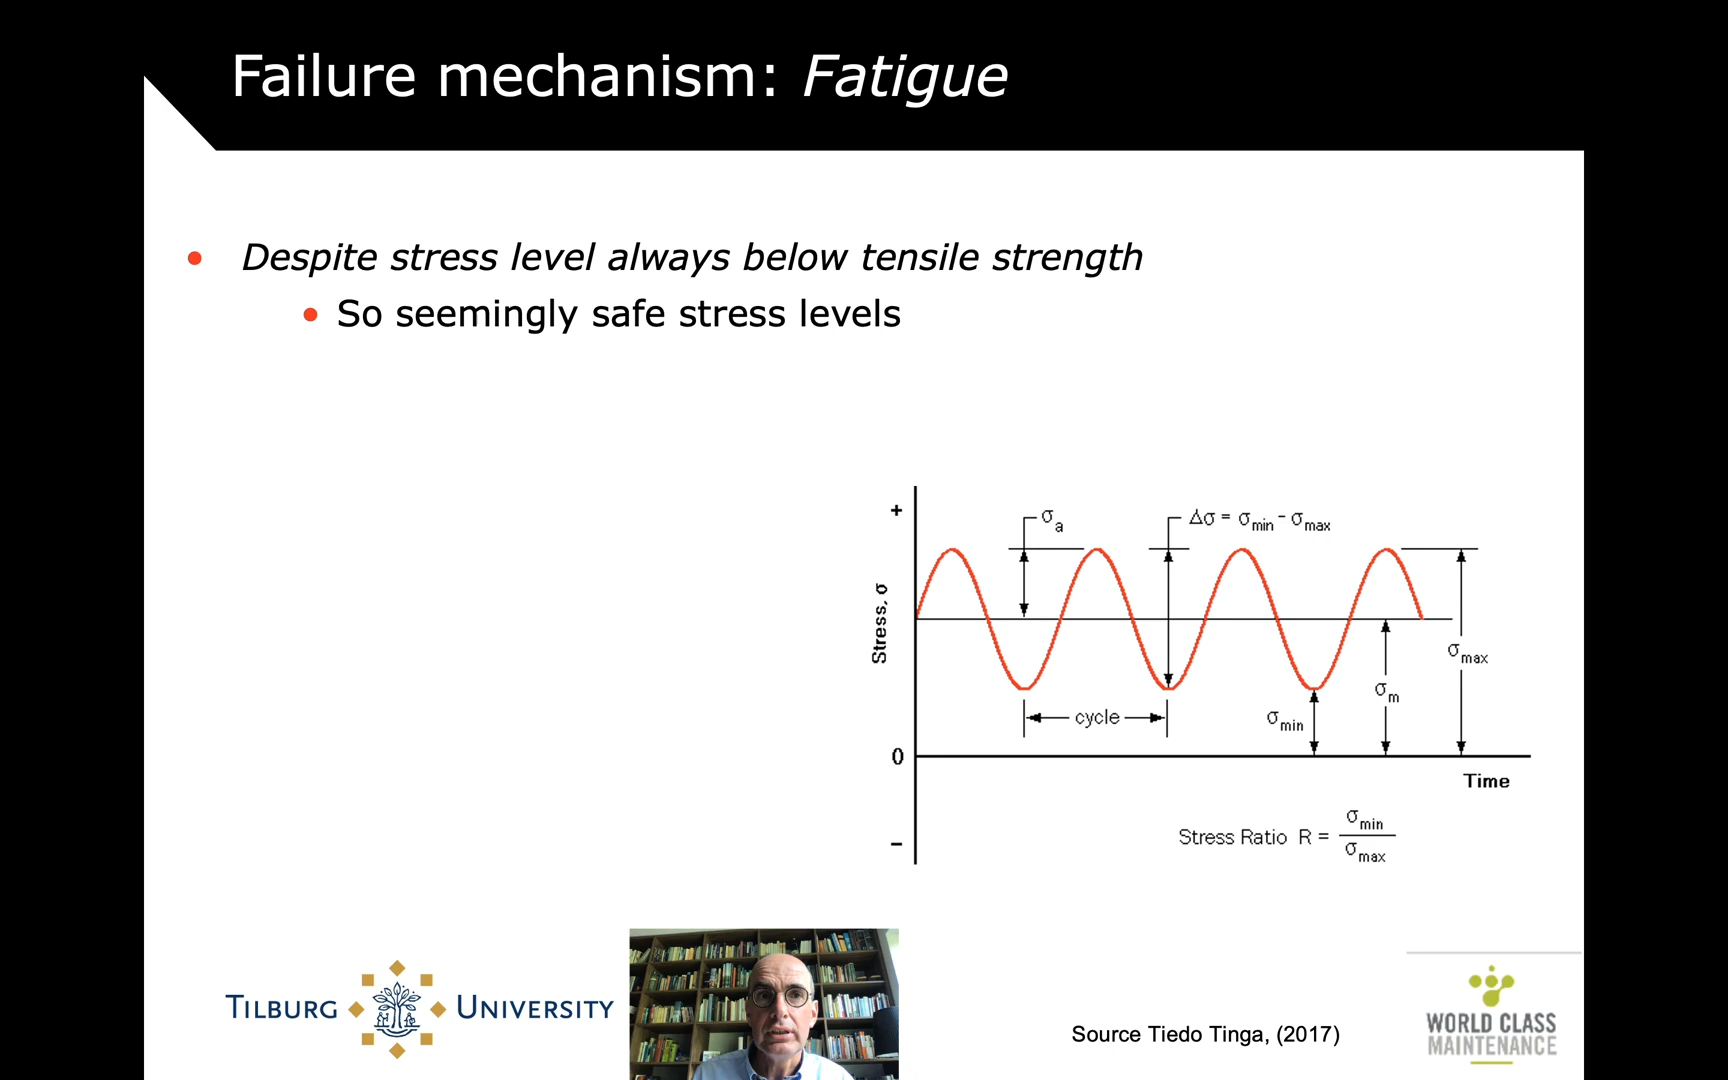 Failure mechanism: Fatigue
• Despite stress level always below tensile strength
• So seemingly safe stress levels
+
σa
Δσ = σmin - σmax
Stress, σ
σmax
σm
cycle
σmin
0
Time
Stress Ratio R = σmin / σmax
-
TILBURG UNIVERSITY
Source Tiedo Tinga, (2017)
WORLD CLASS
MAINTENANCE